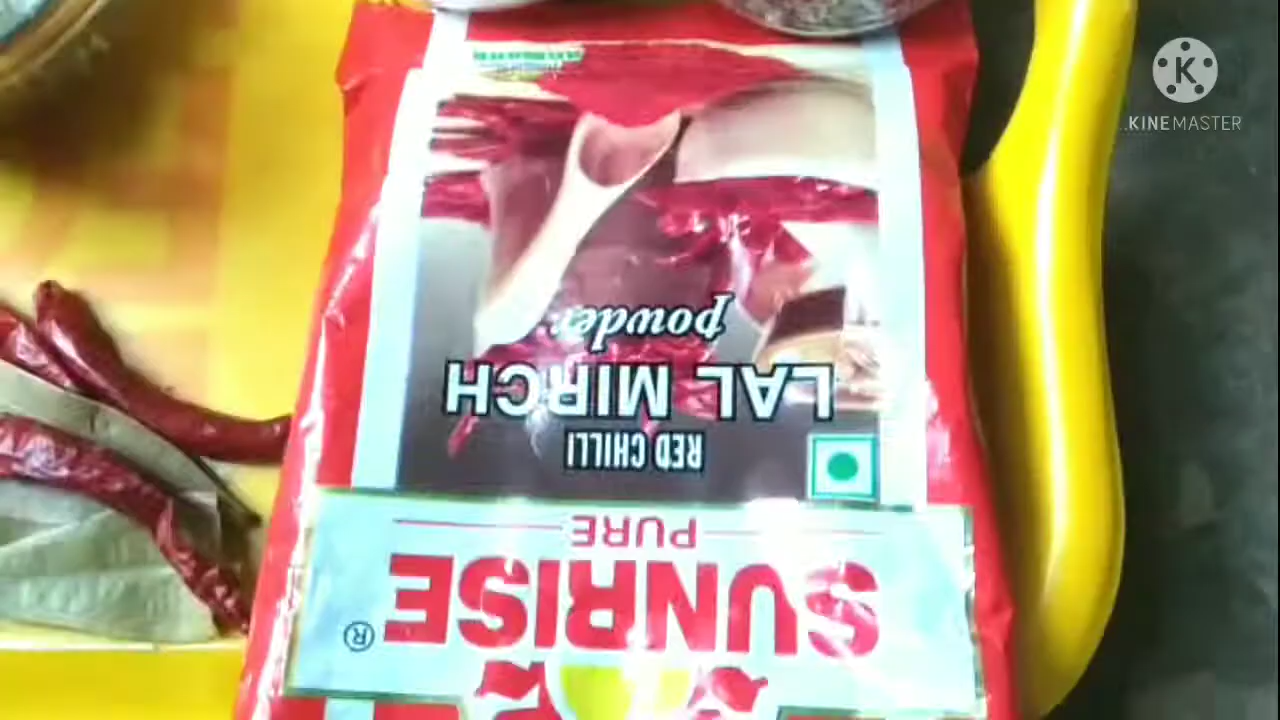 SUNRISE®
PURE
RED CHILLI
LAL MIRCH
powder
KINEMASTER